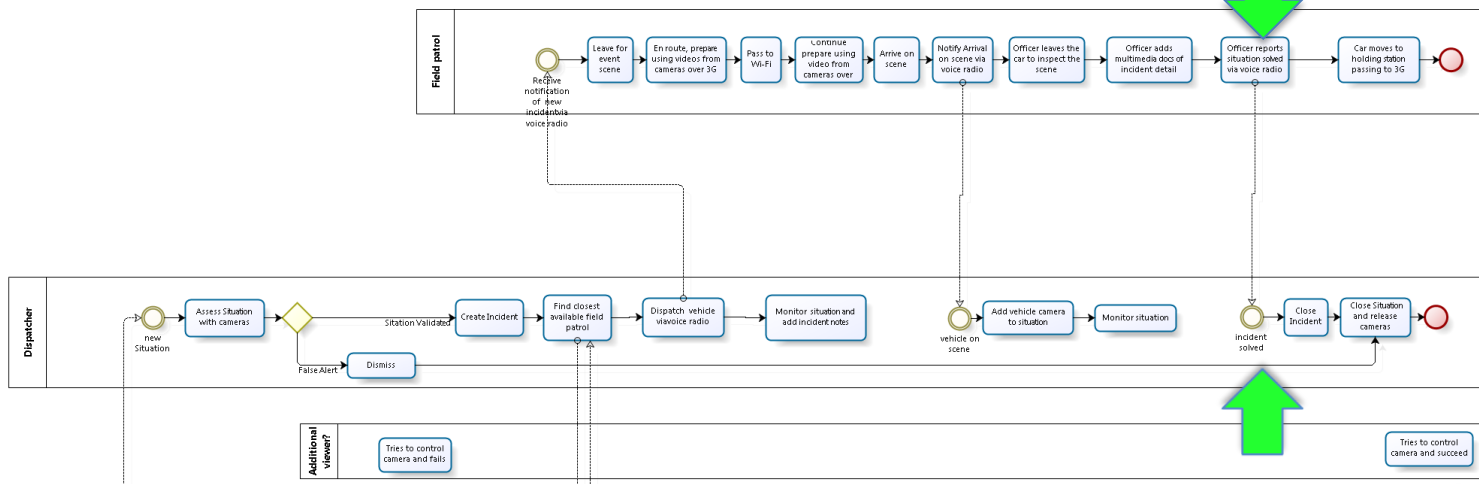 Field patrol
Leave for
event
scene
En route, prepare
using videos from
cameras over 3G
Pass to
Wi-Fi
Continue
prepare using
video from
cameras over
Arrive on
scene
Notify Arrival
on scene via
voice radio
Officer leaves the
car to inspect the
scene
Officer adds
multimedia docs of
incident detail
Officer reports
situation solved
via voice radio
Car moves to
holding station
passing to 3G
Receive
notification
of new
incidentvia
voice radio
Dispatcher
new
Situation
Assess Situation
with cameras
Sitation Validated
False Alert
Dismiss
Create Incident
Find closest
available field
patrol
Dispatch vehicle
viavoice radio
Monitor situation and
add incident notes
vehicle on
scene
Add vehicle camera
to situation
Monitor situation
incident
solved
Close
Incident
Close Situation
and release
cameras
Additional
viewer?
Tries to control
camera and fails
Tries to control
camera and succeed